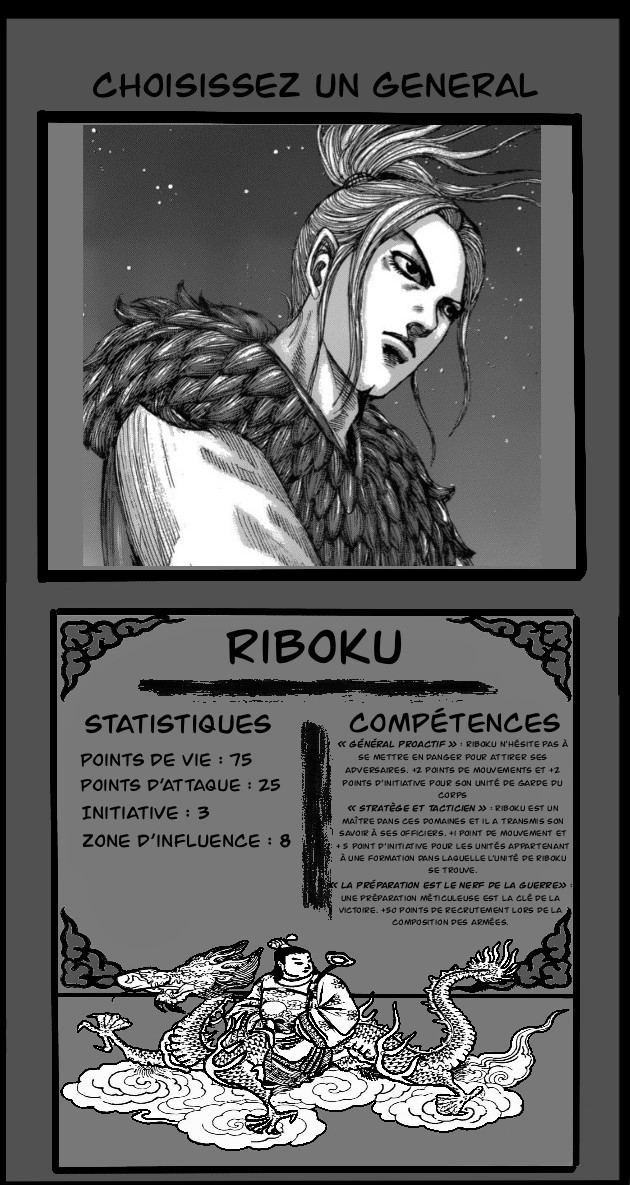 CHOISISSEZ UN GENERAL
RIBOKU
STATISTIQUES
POINTS DE VIE : 75
POINTS D'ATTAQUE : 25
INITIATIVE : 3
ZONE D'INFLUENCE : 8
COMPÉTENCES
« GÉNÉRAL PROACTIF » : RIBOKU N'HÉSITE PAS À
SE METTRE EN DANGER POUR ATTIRER SES
ADVERSAIRES. +2 POINTS DE MOUVEMENTS ET +2
POINTS D'INITIATIVE POUR SON UNITÉ DE GARDE DU
CORPS
« STRATÈGE ET TACTICIEN » : RIBOKU EST UN
MAÎTRE DANS CES DOMAINES ET IL A TRANSMIS SON
SAVOIR À SES OFFICIERS. +1 POINT DE MOUVEMENT ET
+ 5 POINT D'INITIATIVE POUR LES UNITÉS APPARTENANT
À UNE FORMATION DANS LAQUELLE L'UNITÉ DE RIBOKU
SE TROUVE.
« LA PRÉPARATION EST LE NERF DE LA GUERRE» :
UNE PRÉPARATION MÉTICULEUSE EST LA CLÉ DE LA
VICTOIRE. +50 POINTS DE RECRUTEMENT LORS DE LA
COMPOSITION DES ARMÉES.